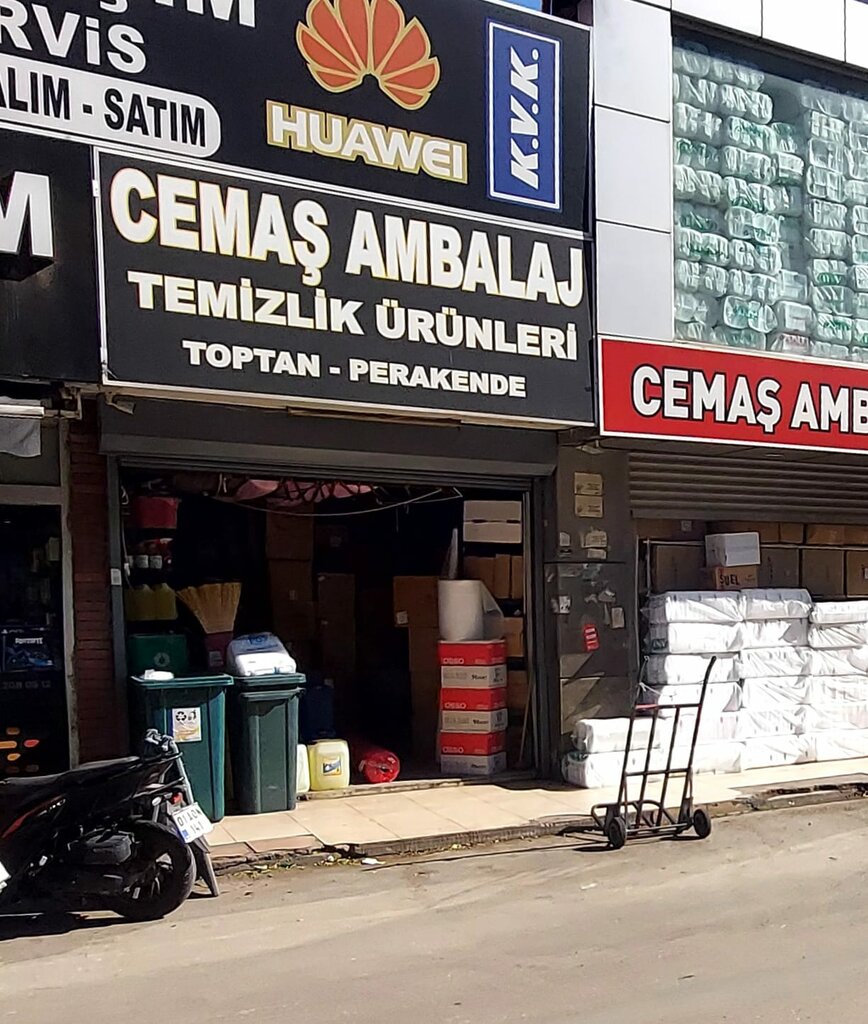 RVİS
ALIM - SATIM
HUAWEI
K.V.K.
M
CEMAŞ AMBALAJ
TEMİZLİK ÜRÜNLERİ
TOPTAN - PERAKENDE
CEMAŞ AMB